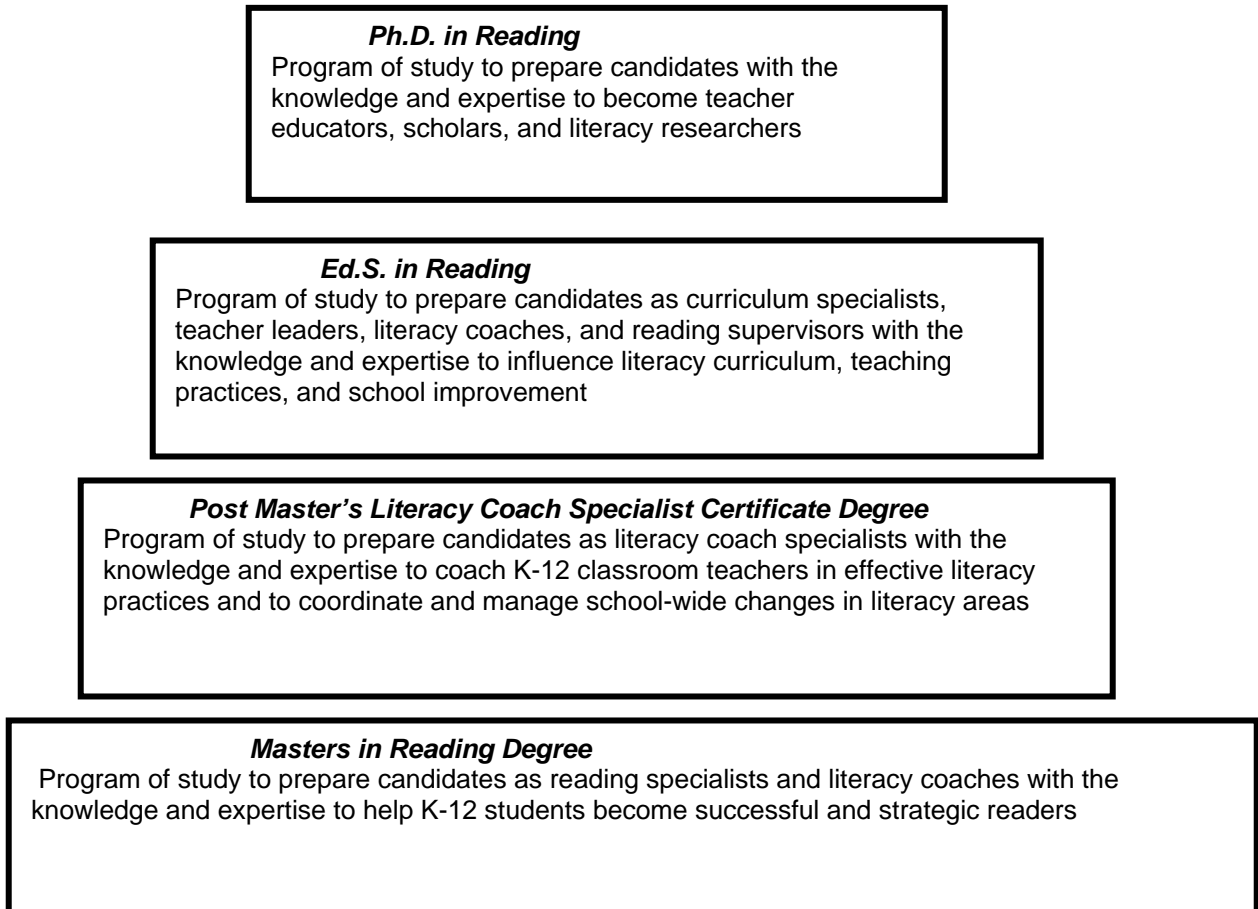 Ph.D. in Reading
Program of study to prepare candidates with the
knowledge and expertise to become teacher
educators, scholars, and literacy researchers
Ed.S. in Reading
Program of study to prepare candidates as curriculum specialists,
teacher leaders, literacy coaches, and reading supervisors with the
knowledge and expertise to influence literacy curriculum, teaching
practices, and school improvement
Post Master’s Literacy Coach Specialist Certificate Degree
Program of study to prepare candidates as literacy coach specialists with the
knowledge and expertise to coach K-12 classroom teachers in effective literacy
practices and to coordinate and manage school-wide changes in literacy areas
Masters in Reading Degree
Program of study to prepare candidates as reading specialists and literacy coaches with the
knowledge and expertise to help K-12 students become successful and strategic readers